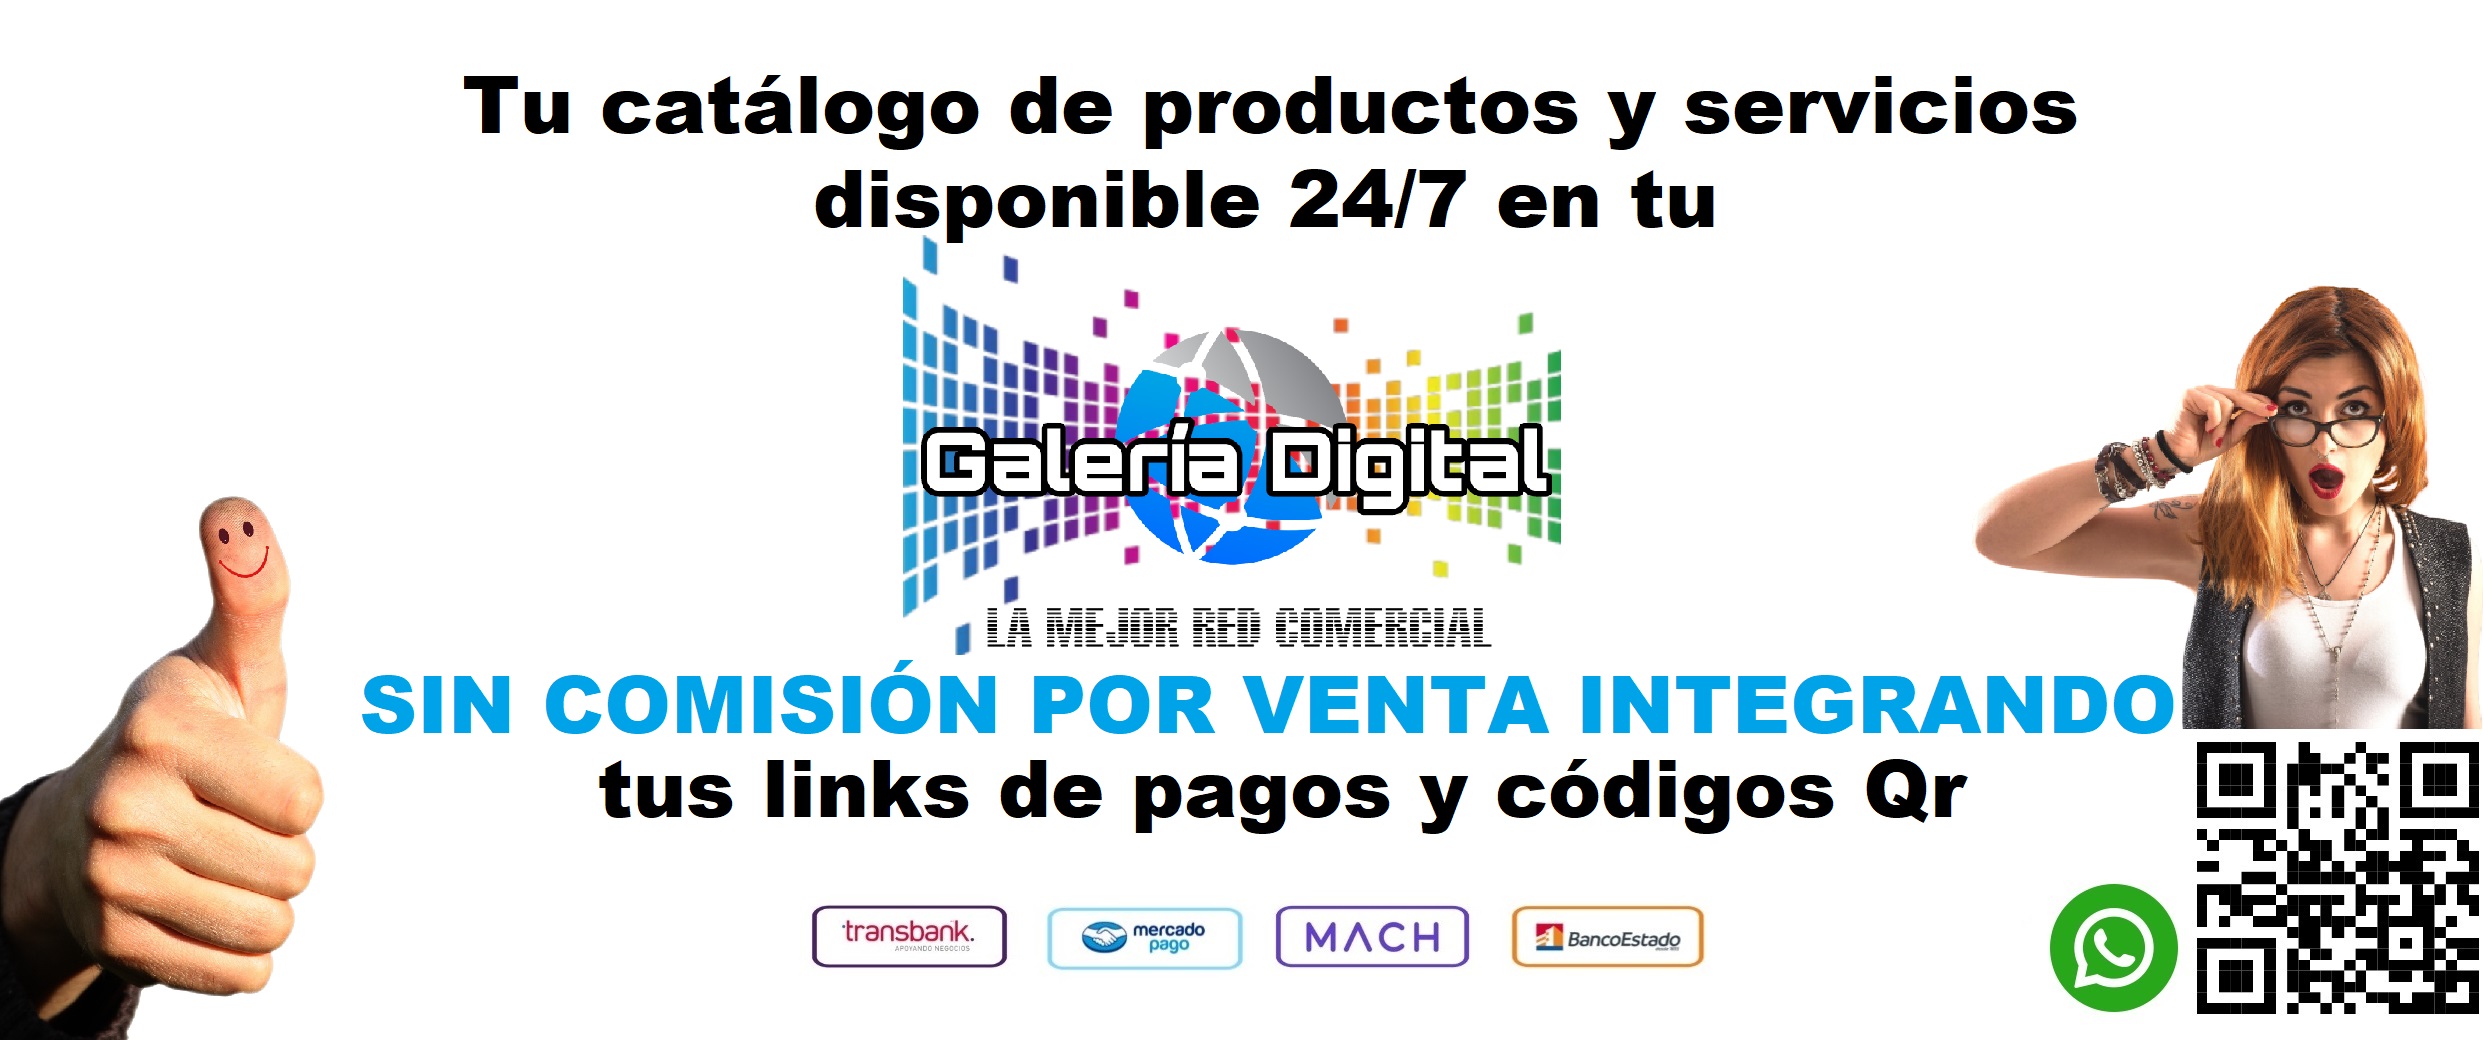 Tu catálogo de productos y servicios
disponible 24/7 en tu
Galería Digital
LA MEJOR RED COMERCIAL
SIN COMISIÓN POR VENTA INTEGRANDO
tus links de pagos y códigos Qr
transbank.
APOYANDO NEGOCIOS
mercado
pago
MACH
BancoEstado